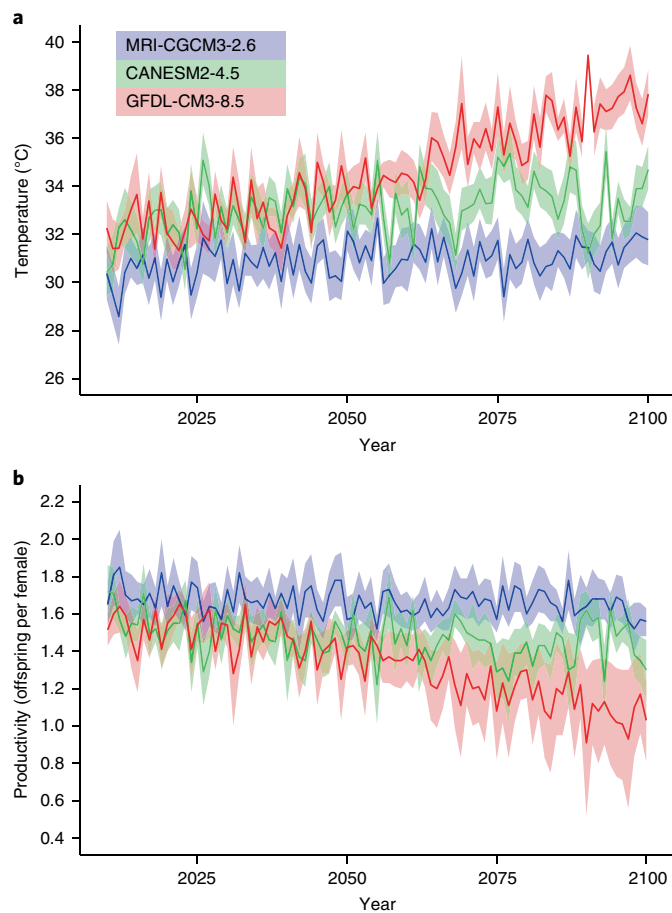 a
40
38
36
34
32
30
28
26
Temperature (°C)
MRI-CGCM3-2.6
CANESM2-4.5
GFDL-CM3-8.5
2025 2050 2075 2100
Year
b
2.2
2.0
1.8
1.6
1.4
1.2
1.0
0.8
0.6
0.4
Productivity (offspring per female)
2025 2050 2075 2100
Year